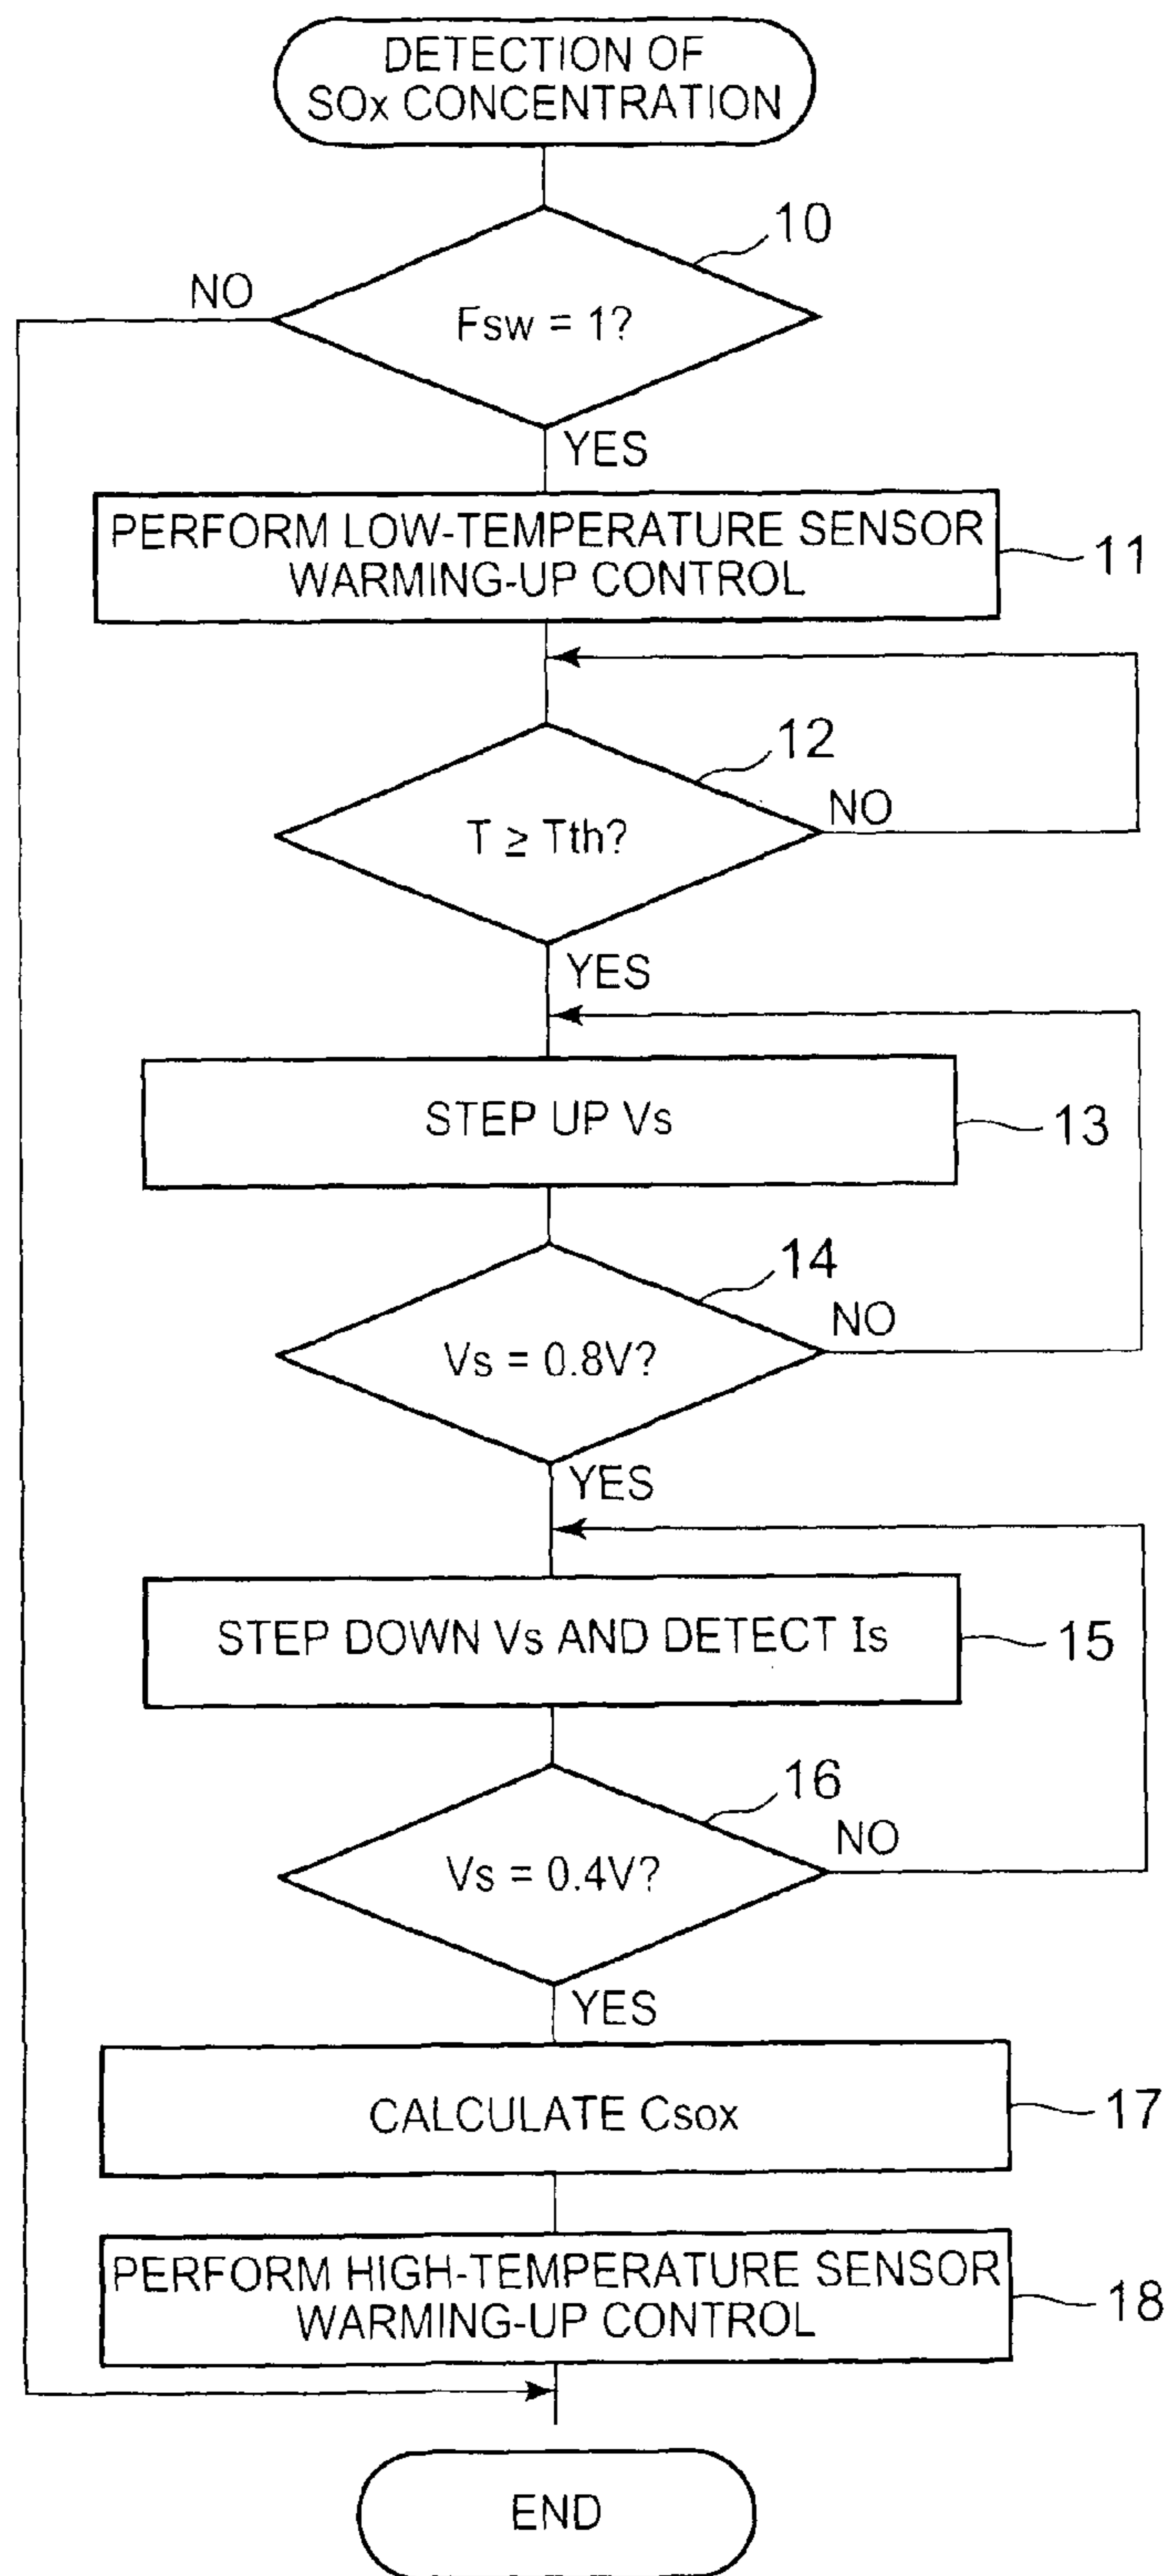 DETECTION OF
SOx CONCENTRATION
10
NO
Fsw = 1?
YES
PERFORM LOW-TEMPERATURE SENSOR
WARMING-UP CONTROL
11
12
T ≥ Tth?
NO
YES
STEP UP Vs
13
14
Vs = 0.8V?
NO
YES
STEP DOWN Vs AND DETECT Is
15
16
Vs = 0.4V?
NO
YES
CALCULATE Csox
17
PERFORM HIGH-TEMPERATURE SENSOR
WARMING-UP CONTROL
18
END